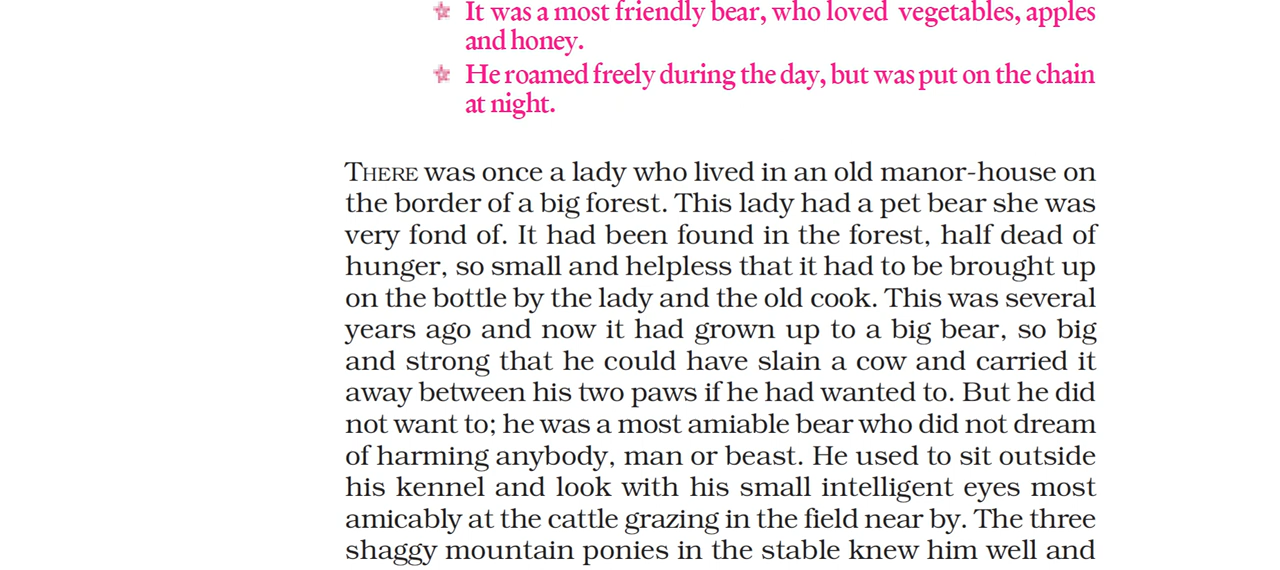 It was a most friendly bear, who loved vegetables, apples
and honey.
He roamed freely during the day, but was put on the chain
at night.
THERE was once a lady who lived in an old manor-house on
the border of a big forest. This lady had a pet bear she was
very fond of. It had been found in the forest, half dead of
hunger, so small and helpless that it had to be brought up
on the bottle by the lady and the old cook. This was several
years ago and now it had grown up to a big bear, so big
and strong that he could have slain a cow and carried it
away between his two paws if he had wanted to. But he did
not want to; he was a most amiable bear who did not dream
of harming anybody, man or beast. He used to sit outside
his kennel and look with his small intelligent eyes most
amicably at the cattle grazing in the field near by. The three
shaggy mountain ponies in the stable knew him well and